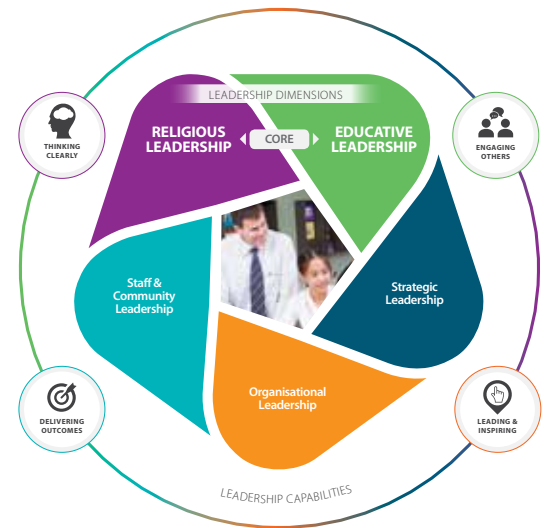 LEADERSHIP DIMENSIONS
RELIGIOUS
LEADERSHIP
CORE
EDUCATIVE
LEADERSHIP
THINKING
CLEARLY
ENGAGING
OTHERS
Staff &
Community
Leadership
Strategic
Leadership
Organisational
Leadership
DELIVERING
OUTCOMES
LEADING &
INSPIRING
LEADERSHIP CAPABILITIES